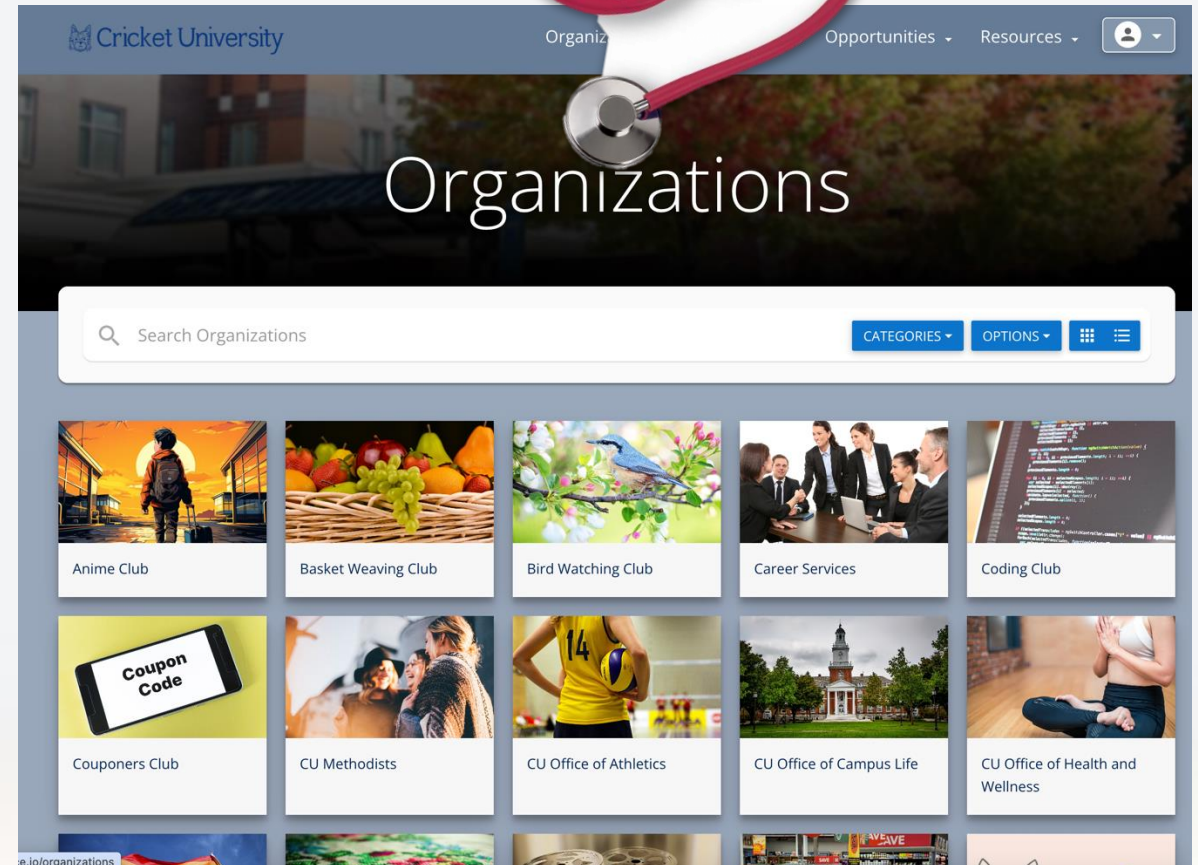 Cricket University
Organiz
Opportunities
Resources
Organizations
Search Organizations
CATEGORIES
OPTIONS
Anime Club
Basket Weaving Club
Bird Watching Club
Career Services
Coding Club
Coupon
Code
14
Couponers Club
CU Methodists
CU Office of Athletics
CU Office of Campus Life
CU Office of Health and
Wellness
SAVE
ce.io/organizations